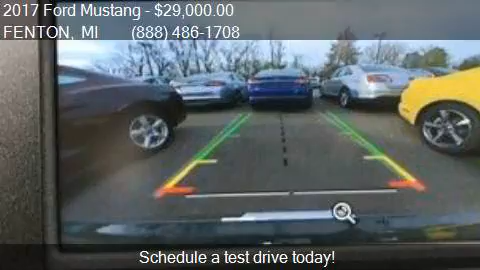 2017 Ford Mustang - $29,000.00
FENTON, MI (888) 486-1708
Schedule a test drive today!